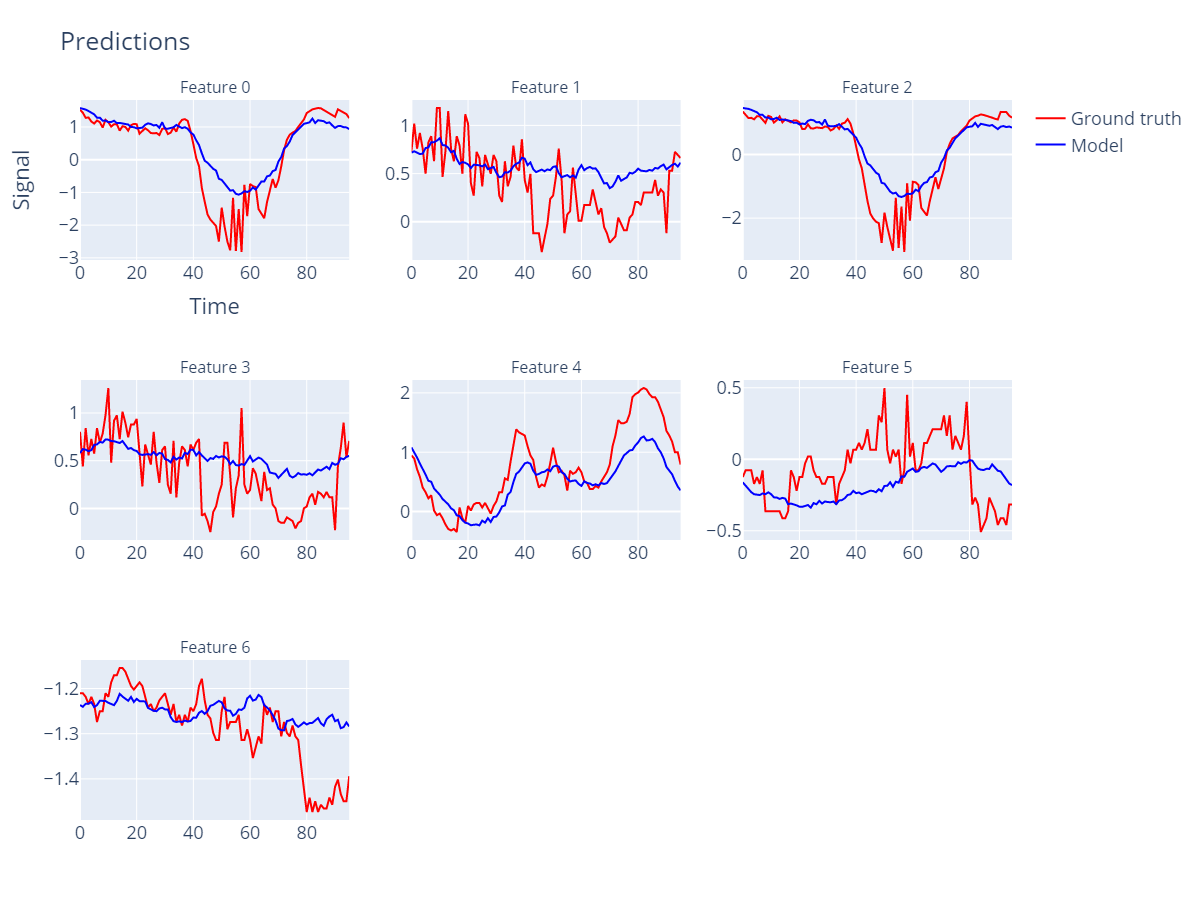 Predictions
Feature 0
Feature 1
Feature 2
Ground truth
Model
Signal
1
0
−1
−2
−3
0 20 40 60 80
1
0.5
0
0 20 40 60 80
0
−2
0 20 40 60 80
Time
Feature 3
Feature 4
Feature 5
1
0.5
0
0 20 40 60 80
2
1
0
0 20 40 60 80
0.5
0
−0.5
0 20 40 60 80
Feature 6
−1.2
−1.3
−1.4
0 20 40 60 80